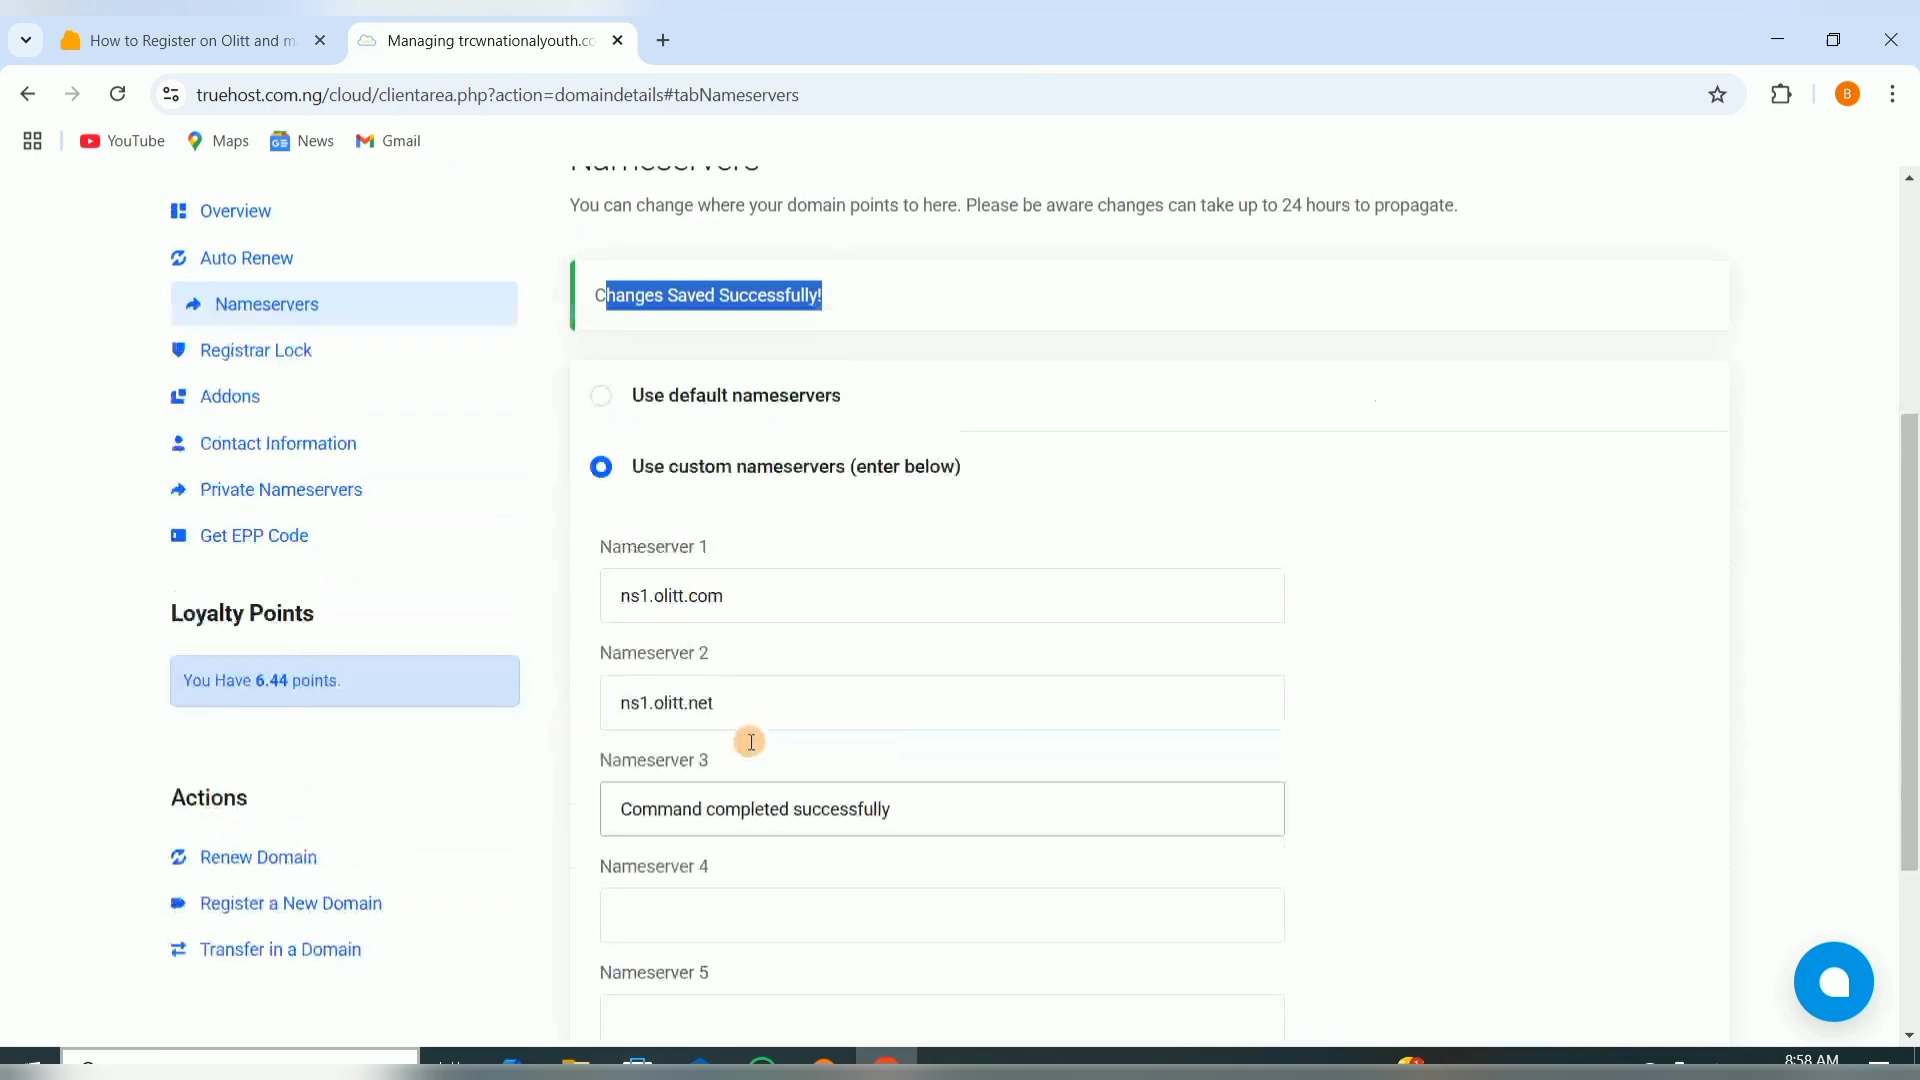 How to Register on Olitt and m
Managing trcwnationalyouth.co
truehost.com.ng/cloud/clientarea.php?action=domaindetails#tabNameservers
B
YouTube
Maps
News
Gmail
Nameservers
You can change where your domain points to here. Please be aware changes can take up to 24 hours to propagate.
Overview
Auto Renew
Nameservers
Registrar Lock
Addons
Contact Information
Private Nameservers
Get EPP Code
Loyalty Points
You Have 6.44 points.
Actions
Renew Domain
Register a New Domain
Transfer in a Domain
Changes Saved Successfully!
Use default nameservers
Use custom nameservers (enter below)
Nameserver 1
ns1.olitt.com
Nameserver 2
ns1.olitt.net
Nameserver 3
Command completed successfully
Nameserver 4
Nameserver 5
8:58 AM